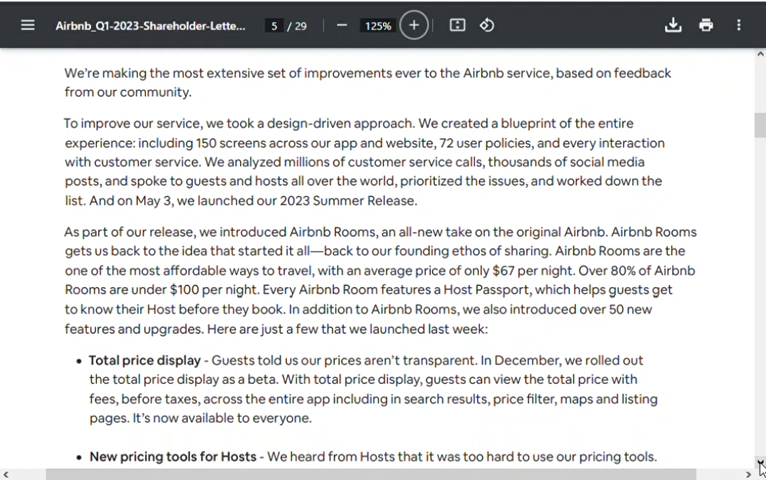 Airbnb_Q1-2023-Shareholder-Lette... 5 / 29 125%
We're making the most extensive set of improvements ever to the Airbnb service, based on feedback
from our community.
To improve our service, we took a design-driven approach. We created a blueprint of the entire
experience: including 150 screens across our app and website, 72 user policies, and every interaction
with customer service. We analyzed millions of customer service calls, thousands of social media
posts, and spoke to guests and hosts all over the world, prioritized the issues, and worked down the
list. And on May 3, we launched our 2023 Summer Release.
As part of our release, we introduced Airbnb Rooms, an all-new take on the original Airbnb. Airbnb Rooms
gets us back to the idea that started it all—back to our founding ethos of sharing. Airbnb Rooms are the
one of the most affordable ways to travel, with an average price of only $67 per night. Over 80% of Airbnb
Rooms are under $100 per night. Every Airbnb Room features a Host Passport, which helps guests get
to know their Host before they book. In addition to Airbnb Rooms, we also introduced over 50 new
features and upgrades. Here are just a few that we launched last week:
• Total price display - Guests told us our prices aren't transparent. In December, we rolled out
the total price display as a beta. With total price display, guests can view the total price with
fees, before taxes, across the entire app including in search results, price filter, maps and listing
pages. It's now available to everyone.
• New pricing tools for Hosts - We heard from Hosts that it was too hard to use our pricing tools.